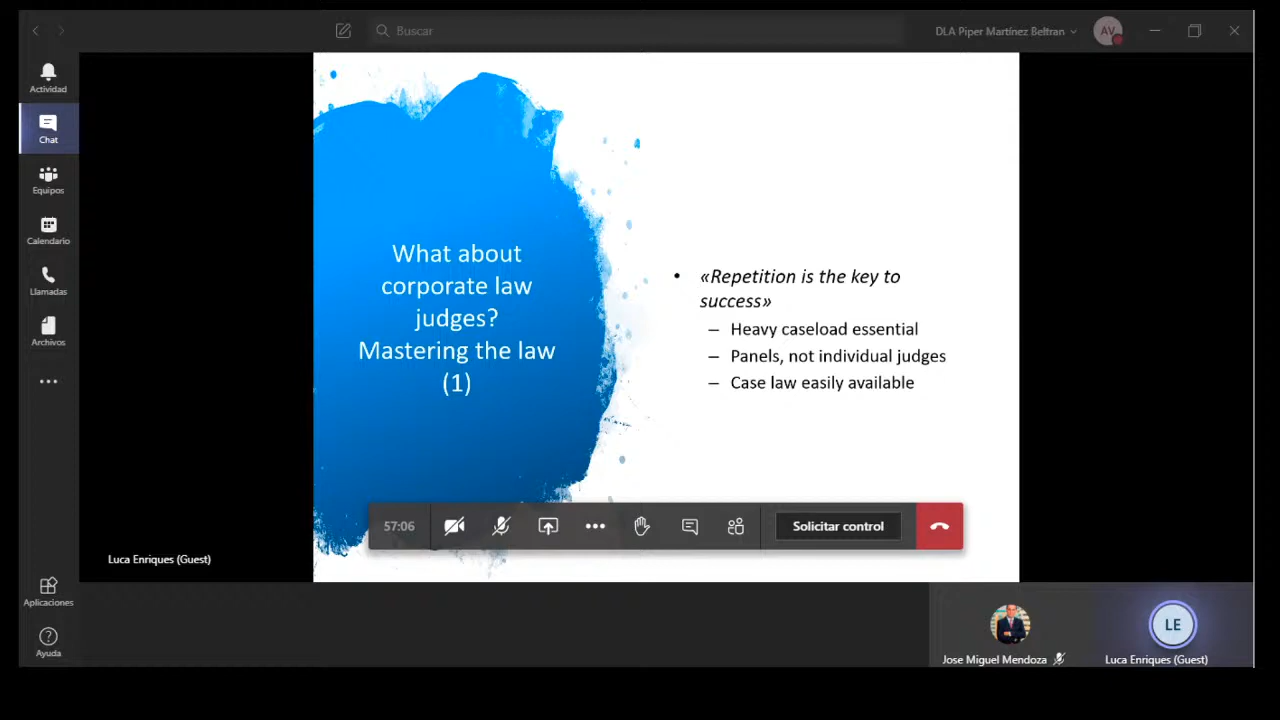 Buscar
DLA Piper Martínez Beltran
AV
Actividad
Chat
Equipos
Calendario
Llamadas
Archivos
Aplicaciones
Ayuda
What about
corporate law
judges?
Mastering the law
(1)
• «Repetition is the key to
success»
– Heavy caseload essential
– Panels, not individual judges
– Case law easily available
57:06
Solicitar control
Luca Enriques (Guest)
Jose Miguel Mendoza
LE
Luca Enriques (Guest)